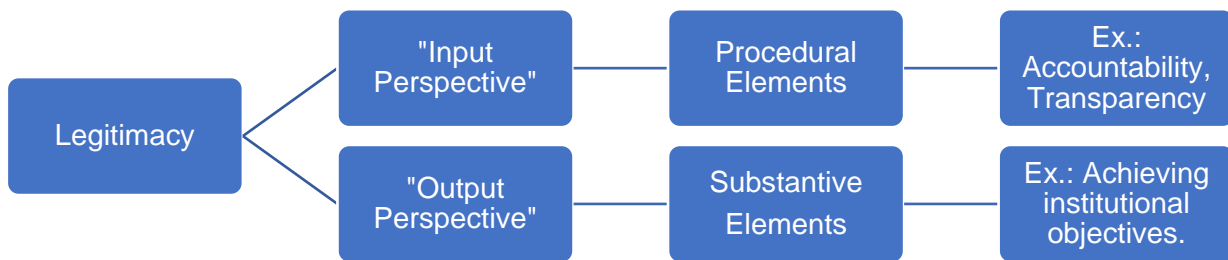 Legitimacy
"Input
Perspective"
Procedural
Elements
Ex.:
Accountability,
Transparency
"Output
Perspective"
Substantive
Elements
Ex.: Achieving
institutional
objectives.